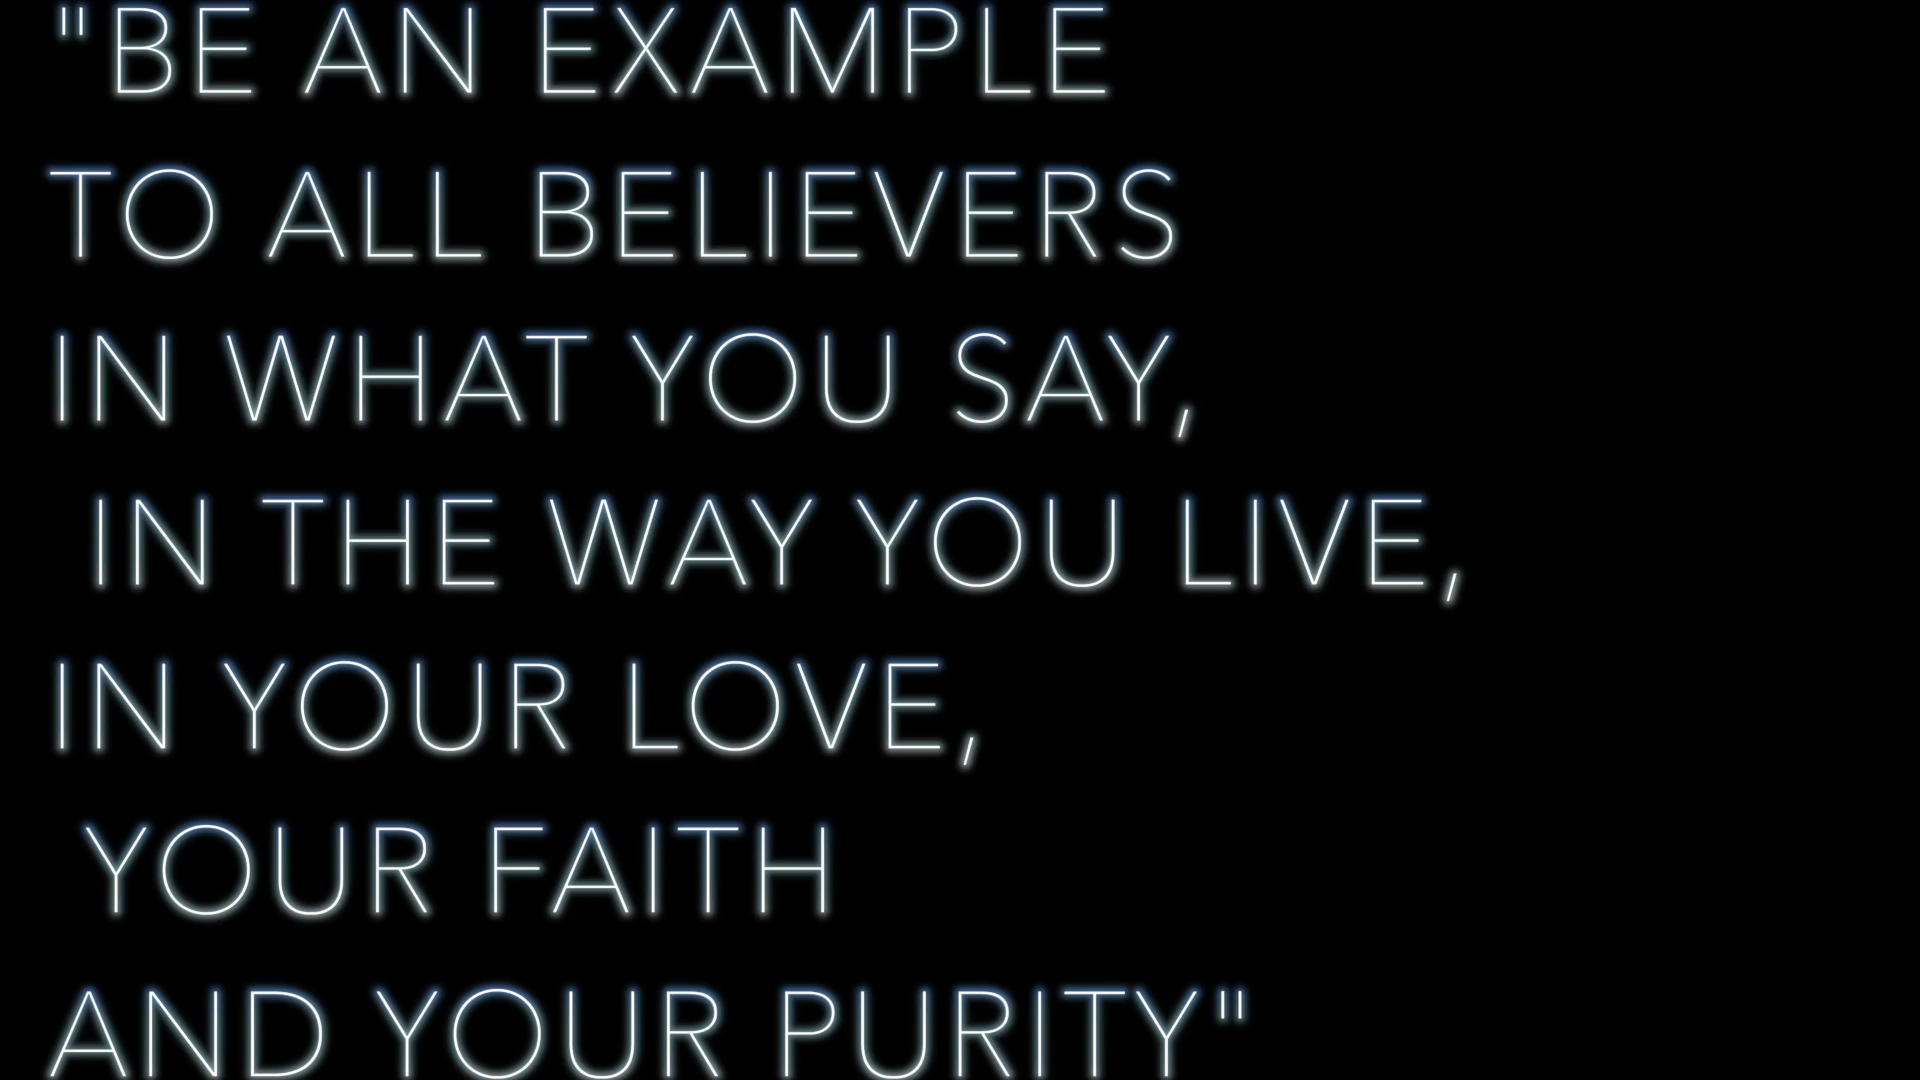 "BE AN EXAMPLE
TO ALL BELIEVERS
IN WHAT YOU SAY,
IN THE WAY YOU LIVE,
IN YOUR LOVE,
YOUR FAITH
AND YOUR PURITY"